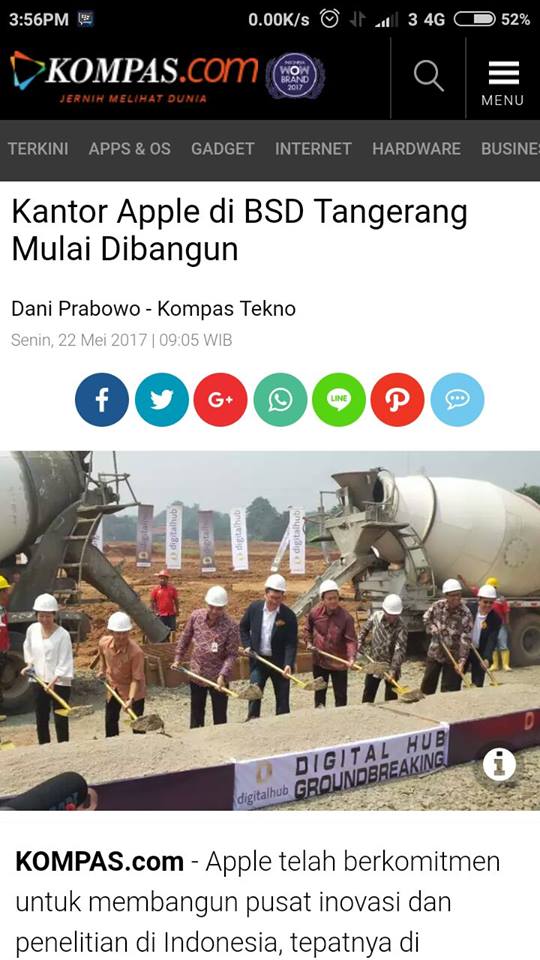 3:56PM
0.00K/s
3 4G
52%
KOMPAS.com
JERNIH MELIHAT DUNIA
INDONESIA
WOW
BRAND
2017
MENU
TERKINI APPS & OS GADGET INTERNET HARDWARE BUSINE
Kantor Apple di BSD Tangerang
Mulai Dibangun
Dani Prabowo - Kompas Tekno
Senin, 22 Mei 2017 | 09:05 WIB
LINE
digitalhub
digitalhub
digitalhub
DIGITAL HUB
digitalhub GROUNDBREAKING
KOMPAS.com - Apple telah berkomitmen
untuk membangun pusat inovasi dan
penelitian di Indonesia, tepatnya di